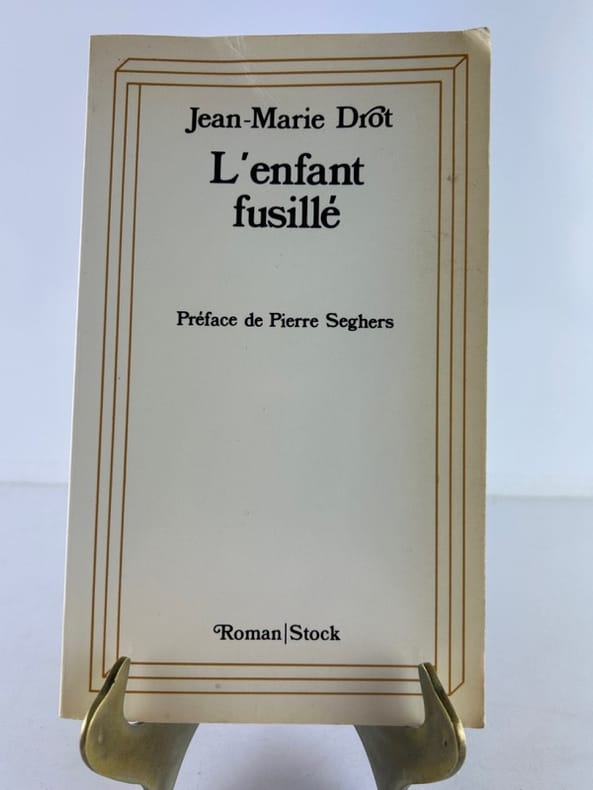 Jean-Marie Drot
L'enfant
fusillé
Préface de Pierre Seghers
Roman|Stock